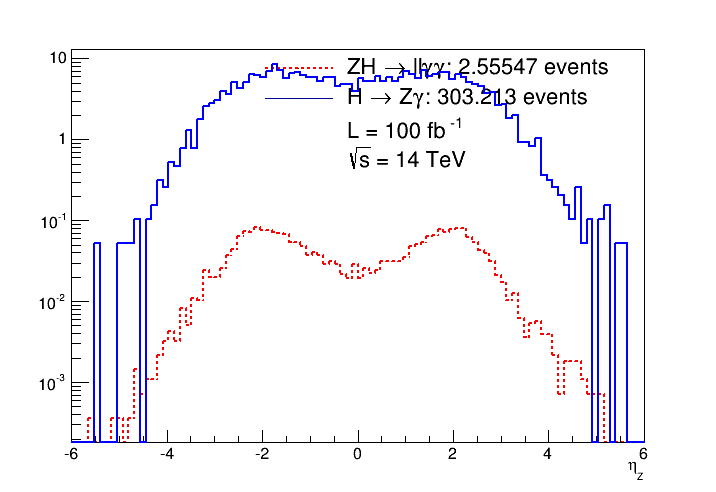 10
ZH → llγγ: 2.55547 events
H → Zγ: 303.213 events
1
L = 100 fb⁻¹
√s = 14 TeV
10⁻¹
10⁻²
10⁻³
-6 -4 -2 0 2 4 6
η_Z